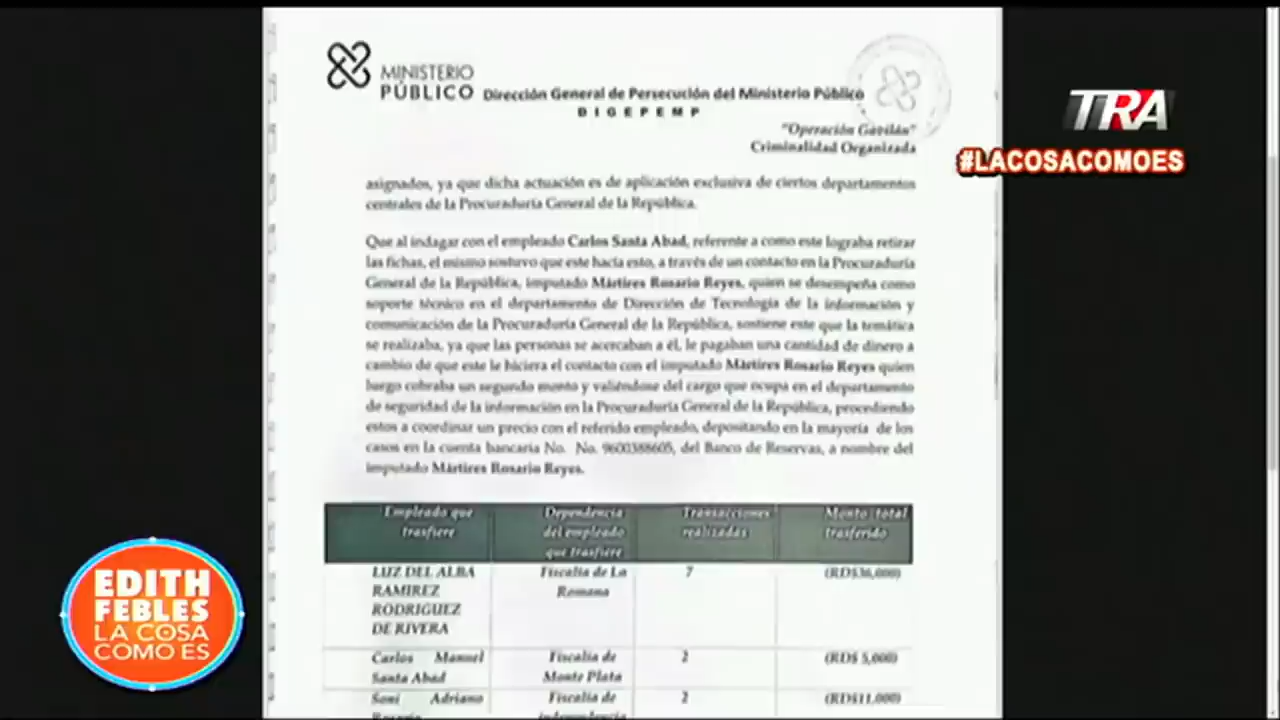 MINISTERIO
PÚBLICO Dirección General de Persecución del Ministerio Público
DIGEPEMP
"Operación Gavilán"
Criminalidad Organizada
TRA
#LACOSACOMOES
asignados, ya que dicha actuación es de aplicación exclusiva de ciertos departamentos
centrales de la Procuraduría General de la República.
Que al indagar con el empleado Carlos Santa Abad, referente a como este lograba retirar
las fichas, el mismo sostuvo que este hacía esto, a través de un contacto en la Procuraduría
General de la República, imputado Mártires Rosario Reyes, quien se desempeña como
soporte técnico en el departamento de Dirección de Tecnología de la información y
comunicación de la Procuraduría General de la República, sostiene este que la temática
se realizaba, ya que las personas se acercaban a él, le pagaban una cantidad de dinero a
cambio de que este le hiciera el contacto con el imputado Mártires Rosario Reyes quien
luego cobraba un segundo monto y valiéndose del cargo que ocupa en el departamento
de seguridad de la información en la Procuraduría General de la República, procediendo
estos a coordinar un precio con el referido empleado, depositando en la mayoría de los
casos en la cuenta bancaria No. No. 9600388605, del Banco de Reservas, a nombre del
imputado Mártires Rosario Reyes.
Empleado que trasfiere
Dependencia del empleado que trasfiere
Transacciones realizadas
Monto total trasferido
LUZ DEL ALBA
RAMIREZ
RODRIGUEZ
DE RIVERA
Fiscalía de La
Romana
7
(RD$36,000)
Carlos Manuel
Santa Abad
Fiscalía de
Monte Plata
2
(RD$ 5,000)
Soni Adriano
Rosario
Fiscalía de
independencia
2
(RD$11,000)
EDITH
FEBLES
LA COSA
COMO ES